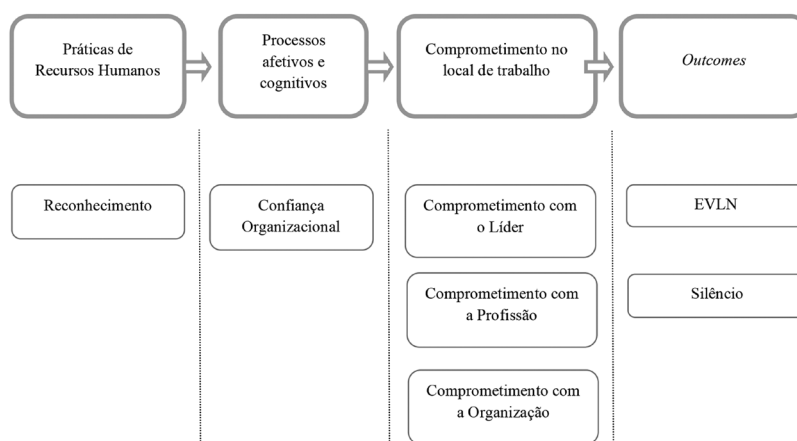 Práticas de
Recursos Humanos
Processos
afetivos e
cognitivos
Comprometimento no
local de trabalho
Outcomes
Reconhecimento
Confiança
Organizacional
Comprometimento com
o Líder
Comprometimento com
a Profissão
Comprometimento com
a Organização
EVLN
Silêncio